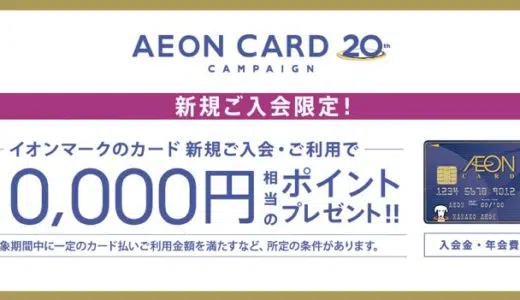 AEON CARD 20th
CAMPAIGN
新規ご入会限定!
イオンマークのカード 新規ご入会・ご利用で
0,000円相当のポイントプレゼント!!
象期間中に一定のカード払いご利用金額を満たすなど、所定の条件があります。
AEON
CARD
1234 5678 9012
AEON 00/'00
NANAKO AEON
入会金・年会費